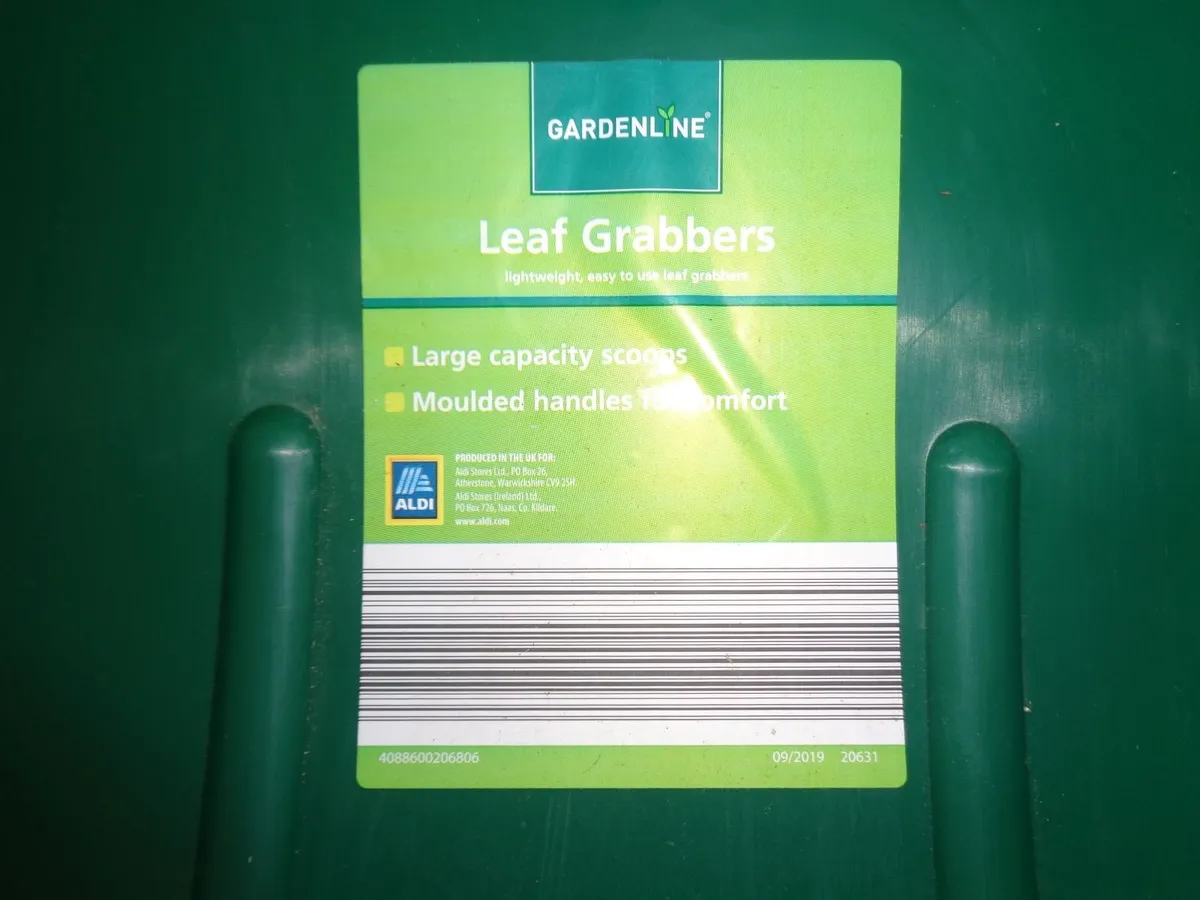 GARDENLINE®
Leaf Grabbers
lightweight, easy to use leaf grabbers
Large capacity scoops
Moulded handles for comfort
PRODUCED IN THE UK FOR:
Aldi Stores Ltd., PO Box 26,
Atherstone, Warwickshire CV9 2SH.
Aldi Stores (Ireland) Ltd.,
PO Box 726, Naas, Co. Kildare.
www.aldi.com
ALDI
4088600206806
09/2019 20631